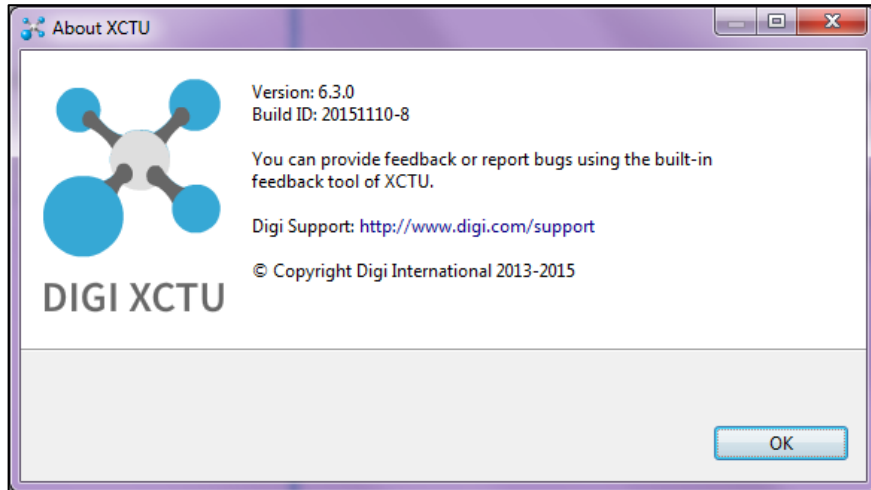 About XCTU
Version: 6.3.0
Build ID: 20151110-8
You can provide feedback or report bugs using the built-in
feedback tool of XCTU.
Digi Support: http://www.digi.com/support
© Copyright Digi International 2013-2015
DIGI XCTU
OK